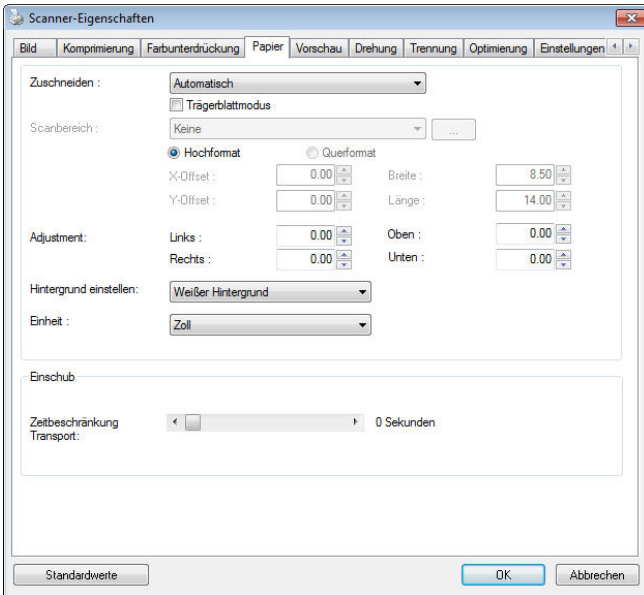 Scanner-Eigenschaften
Bild Komprimierung Farbunterdrückung Papier Vorschau Drehung Trennung Optimierung Einstellungen
Zuschneiden : Automatisch
Trägerblattmodus
Scanbereich : Keine ...
Hochformat Querformat
X-Offset : 0.00 Breite : 8.50
Y-Offset : 0.00 Länge : 14.00
Adjustment: Links : 0.00 Oben : 0.00
Rechts : 0.00 Unten : 0.00
Hintergrund einstellen: Weißer Hintergrund
Einheit : Zoll
Einschub
Zeitbeschränkung 0 Sekunden
Transport:
Standardwerte OK Abbrechen